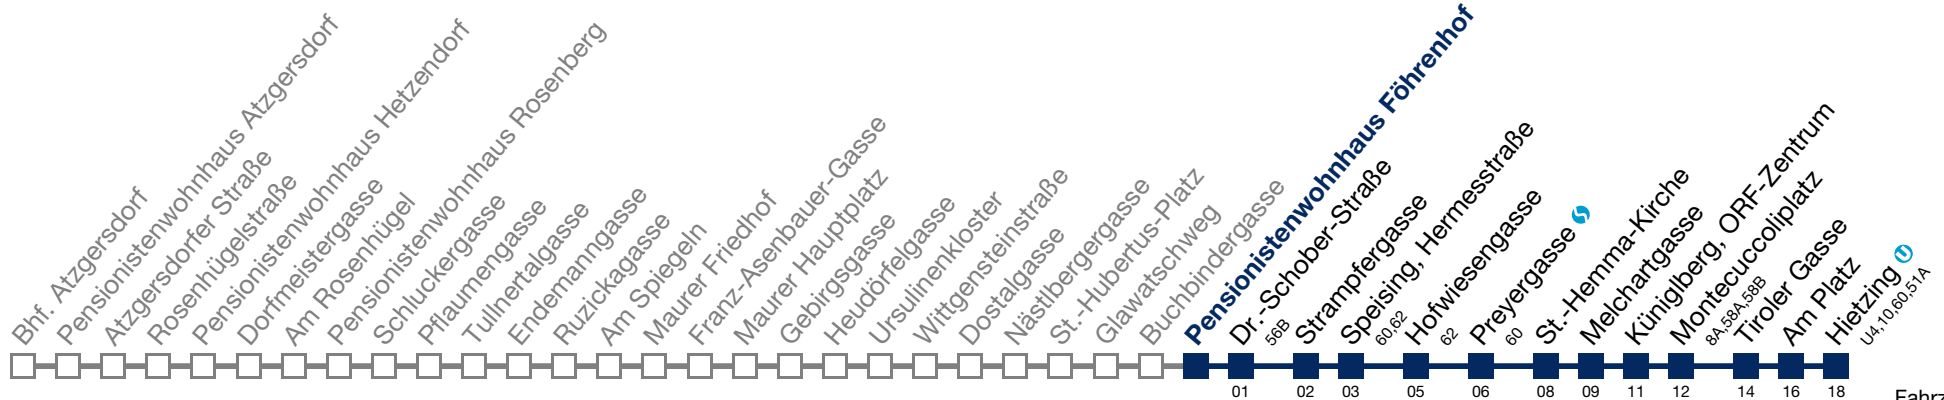 Bhf. Atzgersdorf
Pensionistenwohnhaus Atzgersdorf
Atzgersdorfer Straße
Rosenhügelstraße
Pensionistenwohnhaus Hetzendorf
Dorfmeistergasse
Am Rosenhügel
Pensionistenwohnhaus Rosenberg
Schluckergasse
Pflaumengasse
Tullnertalgasse
Endemanngasse
Ruzickagasse
Am Spiegeln
Maurer Friedhof
Franz-Asenbauer-Gasse
Maurer Hauptplatz
Gebirgsgasse
Heudörfelgasse
Ursulinenkloster
Wittgensteinstraße
Dostalgasse
Nästlbergergasse
St.-Hubertus-Platz
Glawatschweg
Buchbindergasse
Pensionistenwohnhaus Föhrenhof
Dr.-Schober-Straße
56B
Strampfergasse
Speising, Hermesstraße
60,62
Hofwiesengasse
62
Preyergasse S
60
St.-Hemma-Kirche
Melchartgasse
Küniglberg, ORF-Zentrum
Montecuccoliplatz
8A,58A,58B
Tiroler Gasse
Am Platz
Hietzing U
U4,10,60,51A
01 02 03 05 06 08 09 11 12 14 16 18
Fahrz